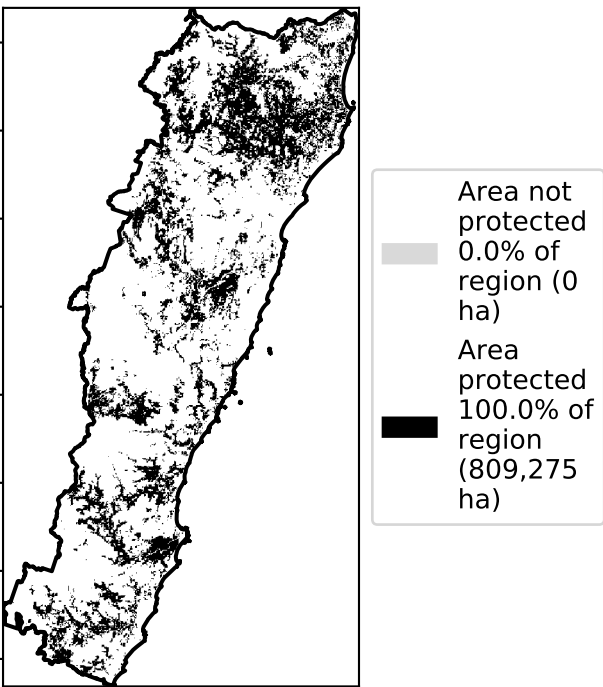 Area not
protected
0.0% of
region (0
ha)
Area
protected
100.0% of
region
(809,275
ha)